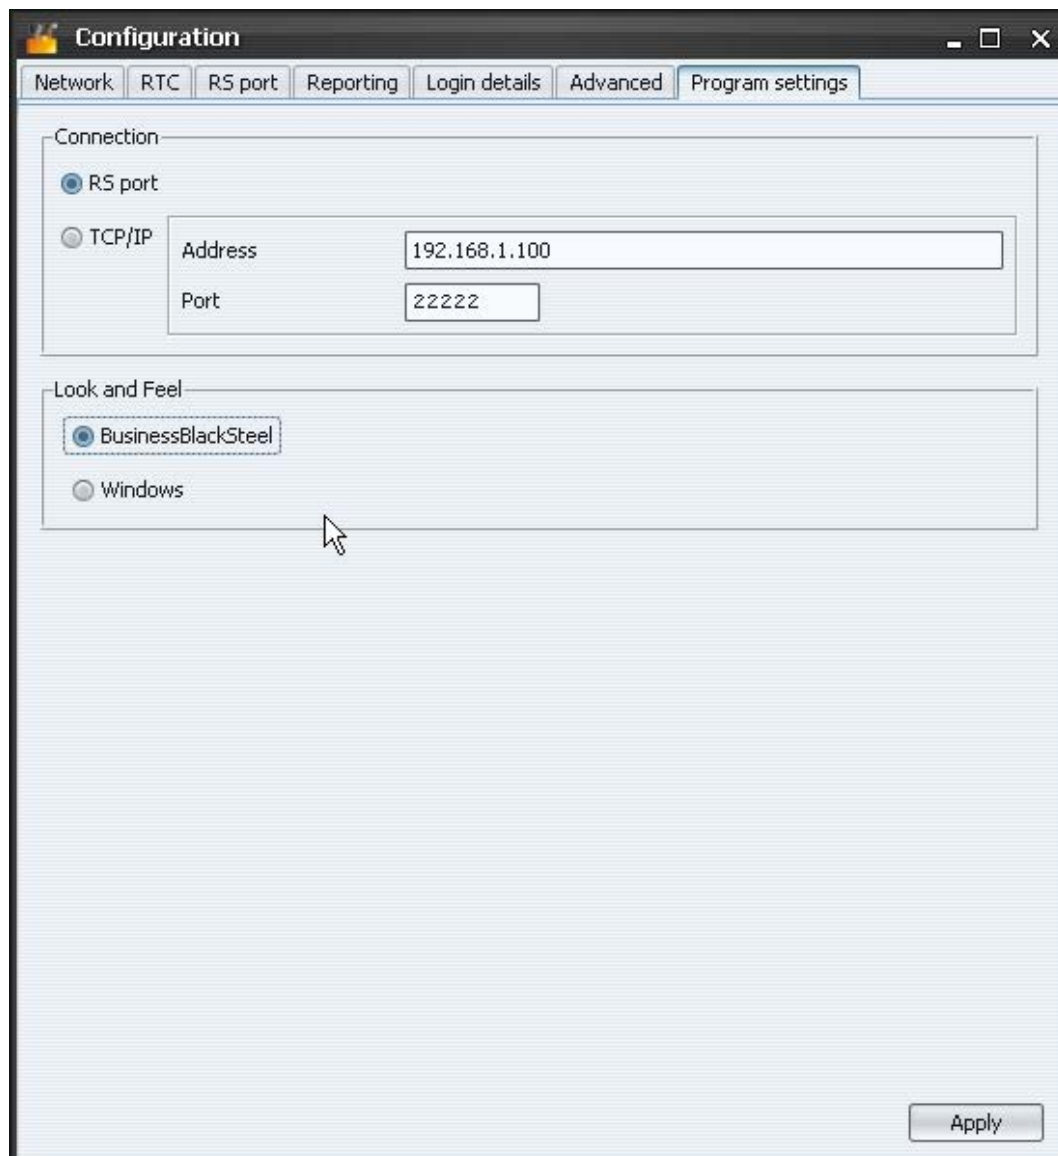 Configuration
Network RTC RS port Reporting Login details Advanced Program settings
Connection
RS port
TCP/IP
Address 192.168.1.100
Port 22222
Look and Feel
BusinessBlackSteel
Windows
Apply